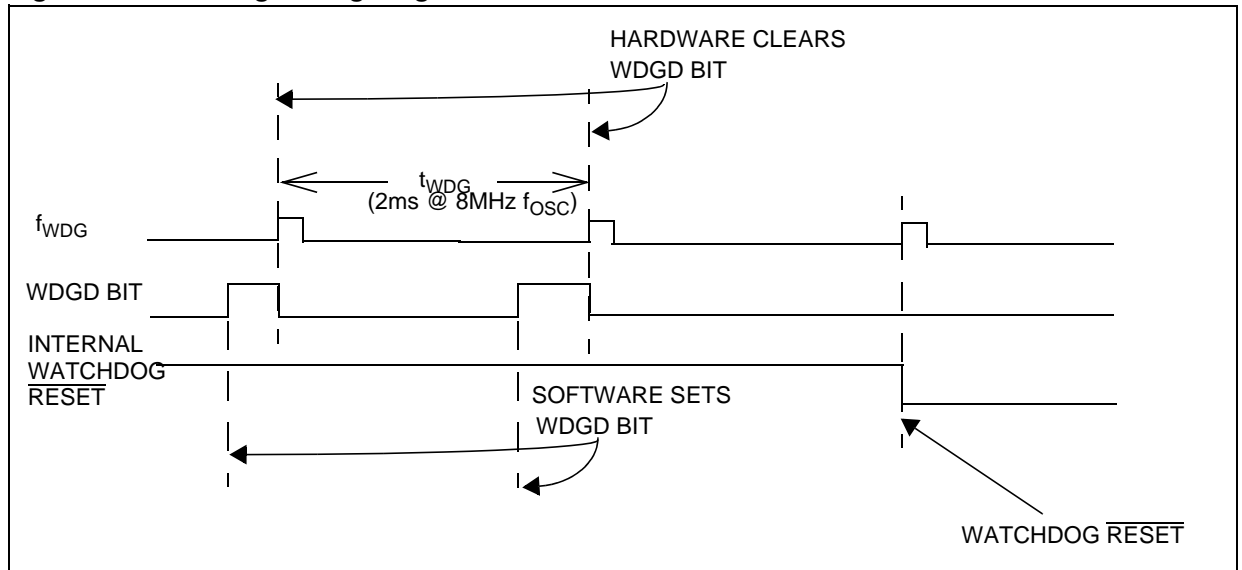 HARDWARE CLEARS
WDGD BIT
tWDG
(2ms @ 8MHz fOSC)
fWDG
WDGD BIT
INTERNAL
WATCHDOG
RESET
SOFTWARE SETS
WDGD BIT
WATCHDOG RESET